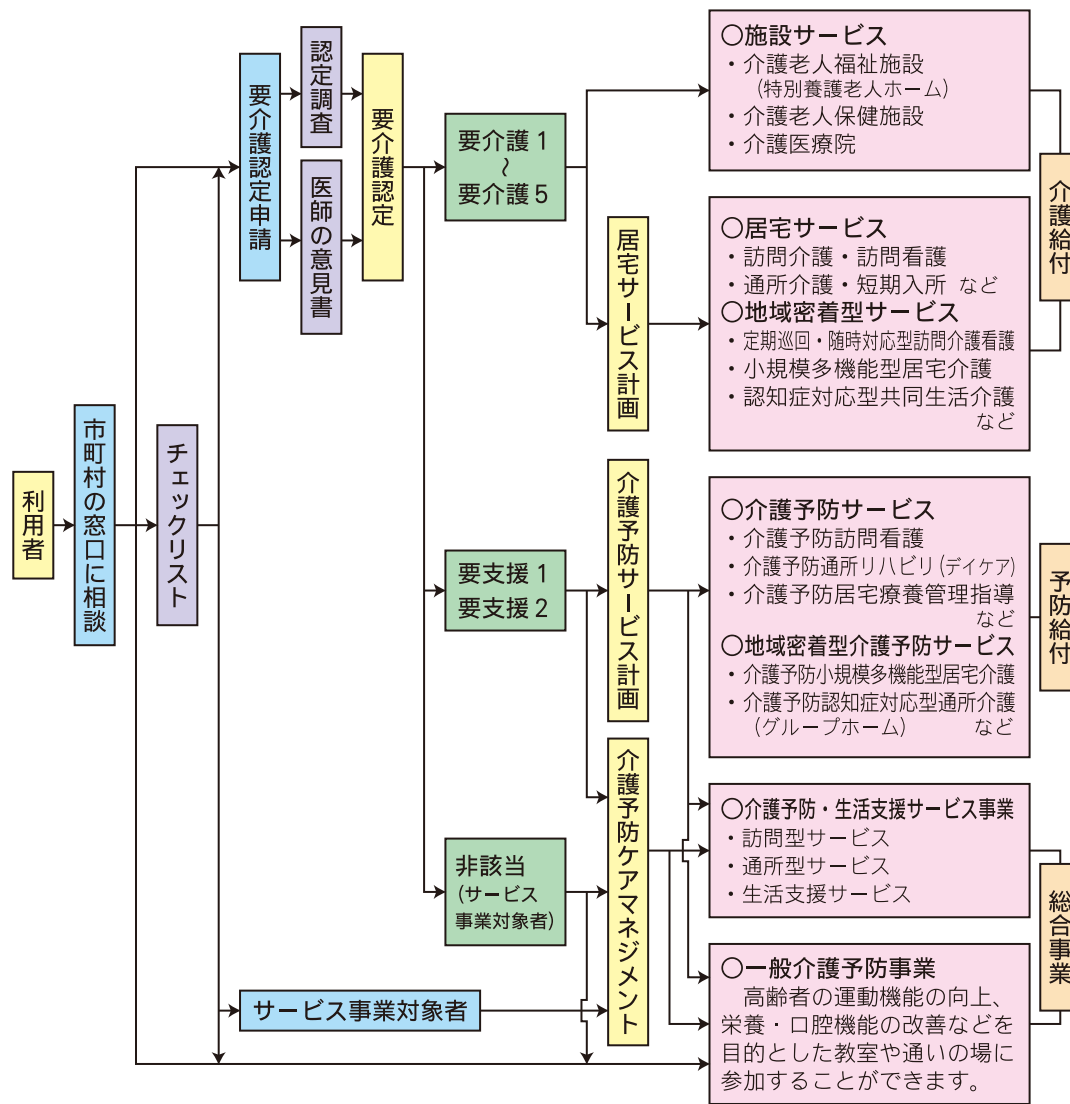 利用者
市町村の窓口に相談
チェックリスト
要介護認定申請
認定調査
医師の意見書
要介護認定
要介護1
～
要介護5
要支援1
要支援2
非該当
(サービス
事業対象者)
サービス事業対象者
居宅サービス計画
介護予防サービス計画
介護予防ケアマネジメント
○施設サービス
・介護老人福祉施設
(特別養護老人ホーム)
・介護老人保健施設
・介護医療院
○居宅サービス
・訪問介護・訪問看護
・通所介護・短期入所 など
○地域密着型サービス
・定期巡回・随時対応型訪問介護看護
・小規模多機能型居宅介護
・認知症対応型共同生活介護
など
○介護予防サービス
・介護予防訪問看護
・介護予防通所リハビリ(デイケア)
・介護予防居宅療養管理指導
など
○地域密着型介護予防サービス
・介護予防小規模多機能型居宅介護
・介護予防認知症対応型通所介護
(グループホーム) など
○介護予防・生活支援サービス事業
・訪問型サービス
・通所型サービス
・生活支援サービス
○一般介護予防事業
高齢者の運動機能の向上、
栄養・口腔機能の改善などを
目的とした教室や通いの場に
参加することができます。
介護給付
予防給付
総合事業